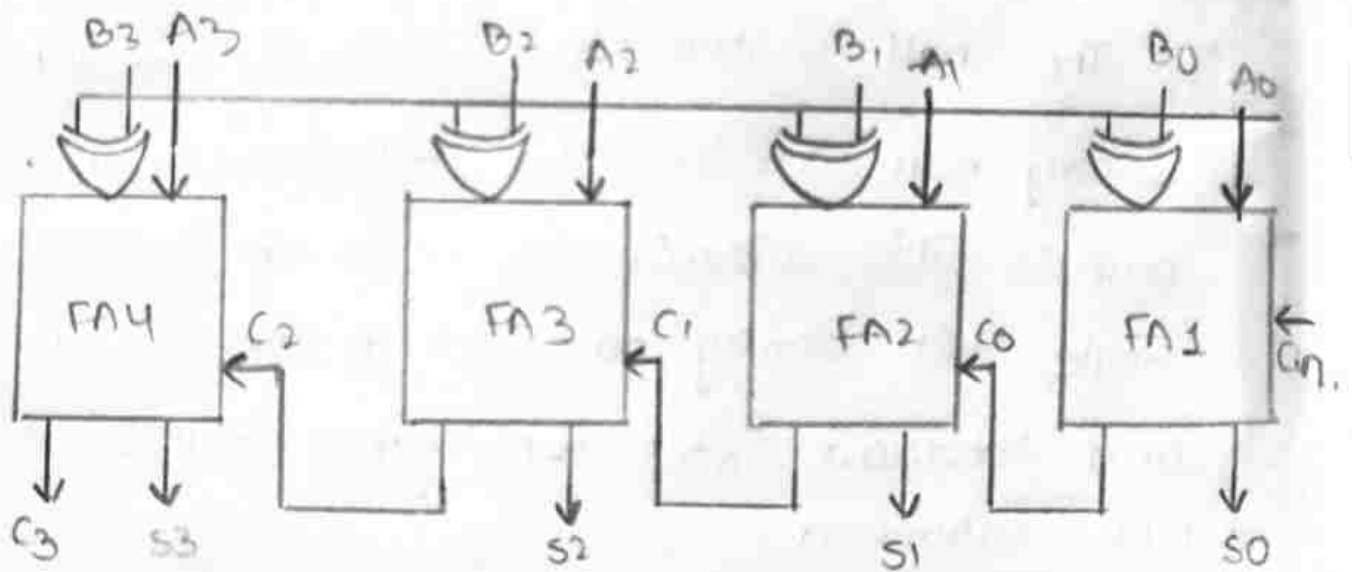 B3 A3 B2 A2 B1 A1 B0 A0
FA4 C2 FA3 C1 FA2 C0 FA1 Cin.
C3 S3 S2 S1 S0